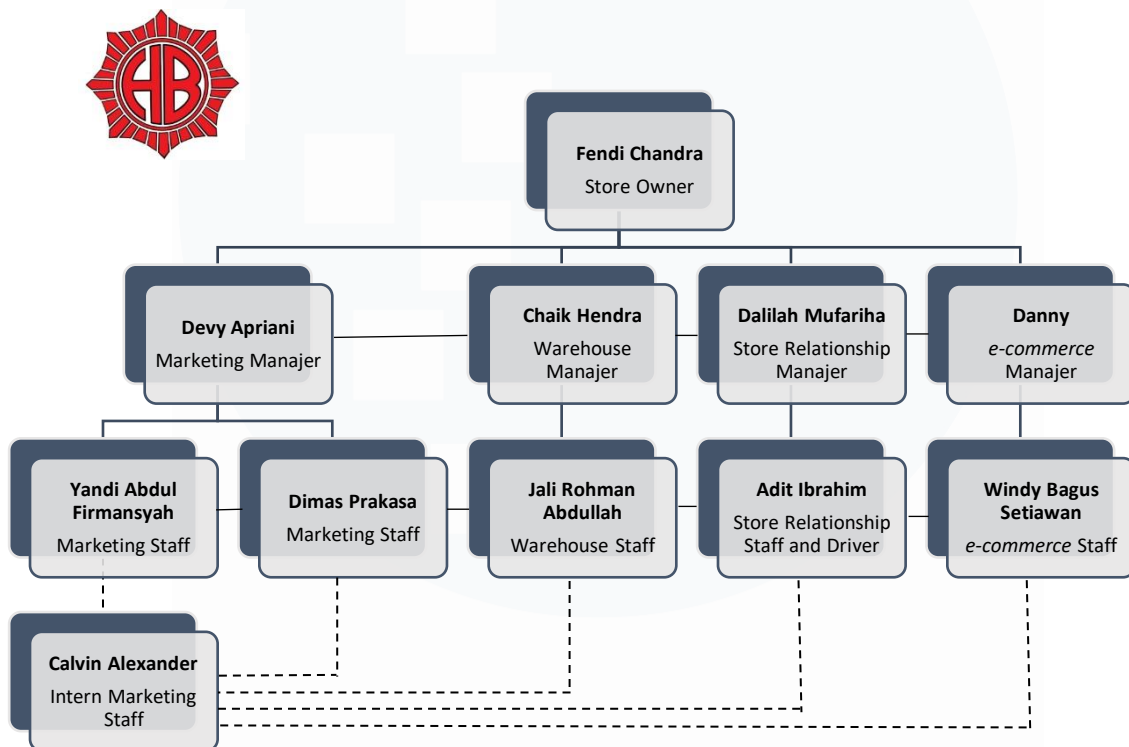 HB
Fendi Chandra
Store Owner
Devy Apriani
Marketing Manajer
Chaik Hendra
Warehouse
Manajer
Dalilah Mufariha
Store Relationship
Manajer
Danny
e-commerce
Manajer
Yandi Abdul
Firmansyah
Marketing Staff
Dimas Prakasa
Marketing Staff
Jali Rohman
Abdullah
Warehouse Staff
Adit Ibrahim
Store Relationship
Staff and Driver
Windy Bagus
Setiawan
e-commerce Staff
Calvin Alexander
Intern Marketing
Staff